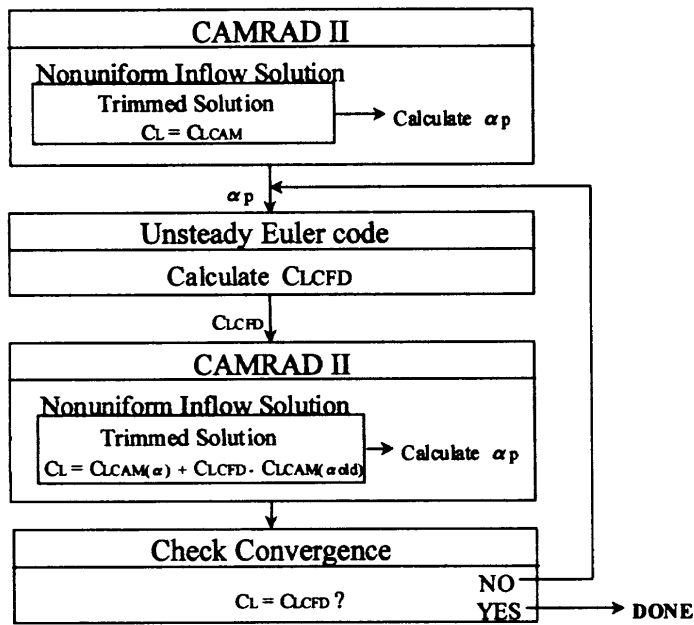 CAMRAD II
Nonuniform Inflow Solution
Trimmed Solution
CL = CLCAM
Calculate αp
αp
Unsteady Euler code
Calculate CLCFD
CLCFD
CAMRAD II
Nonuniform Inflow Solution
Trimmed Solution
CL = CLCAM(α) + CLCFD - CLCAM(αold)
Calculate αp
Check Convergence
CL = CLCFD ?
NO
YES
DONE